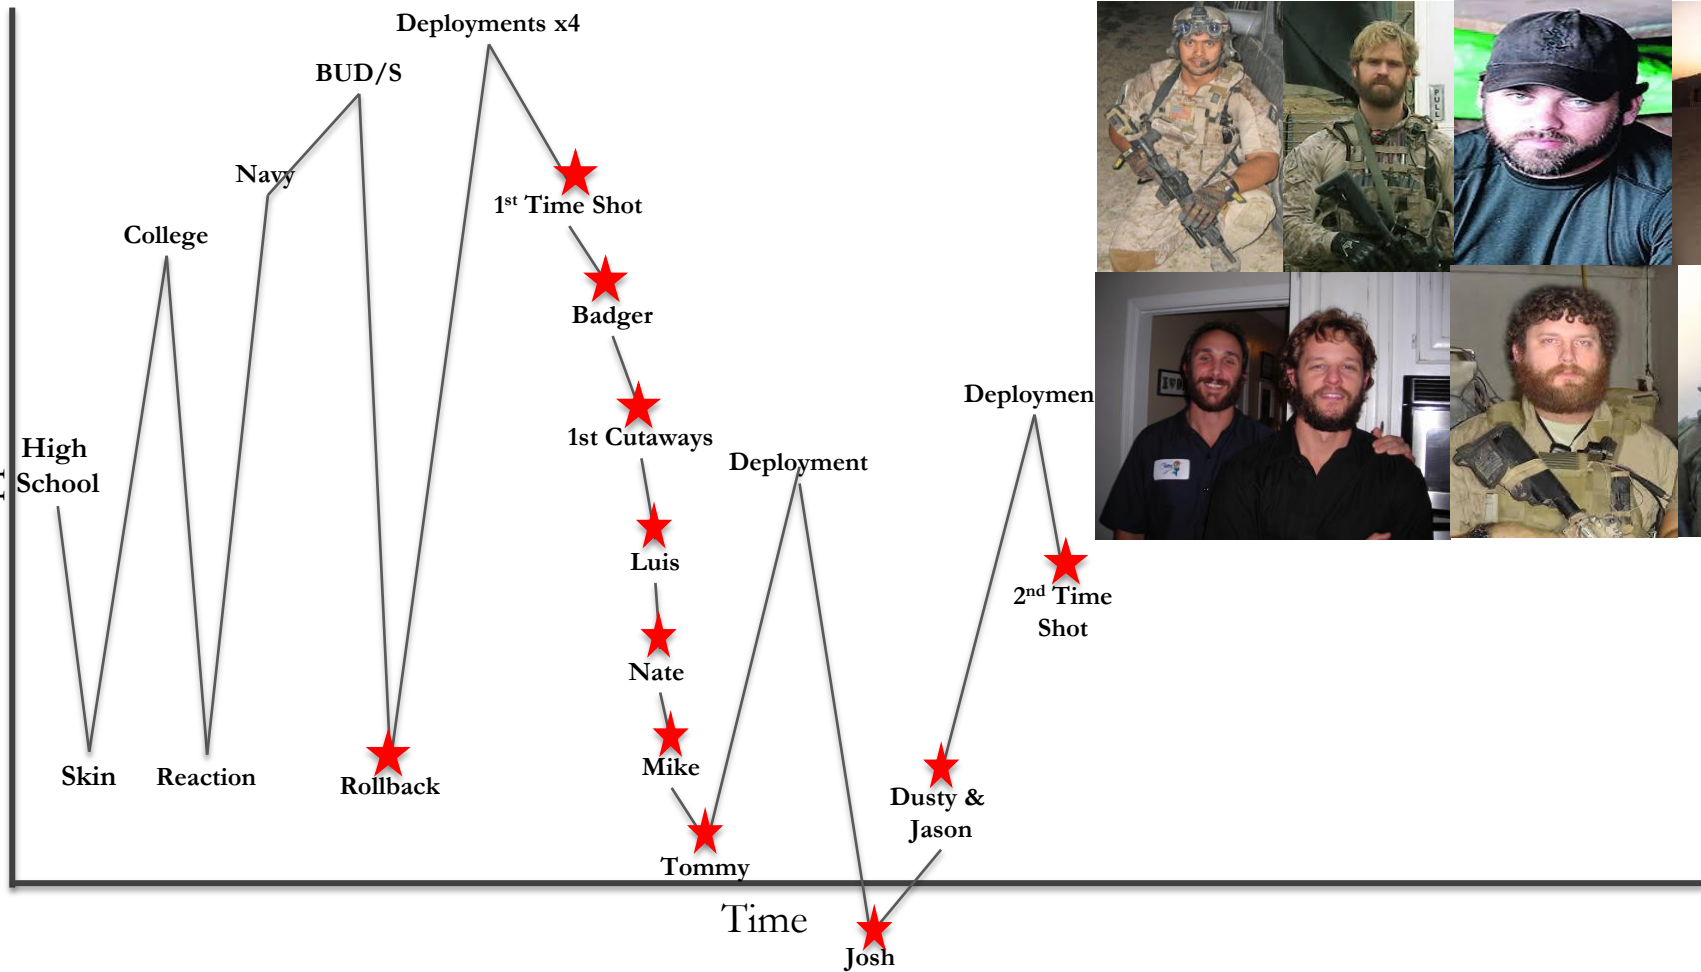 Deployments x4
BUD/S
Navy
College
1st Time Shot
Badger
1st Cutaways
High
School
Deployment
Deploymen
Luis
2nd Time
Shot
Nate
Mike
Skin
Reaction
Rollback
Dusty &
Jason
Tommy
Time
Josh
PULL